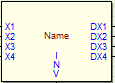 X1 DX1
X2 Name DX2
X3 DX3
X4 DX4
I
N
V